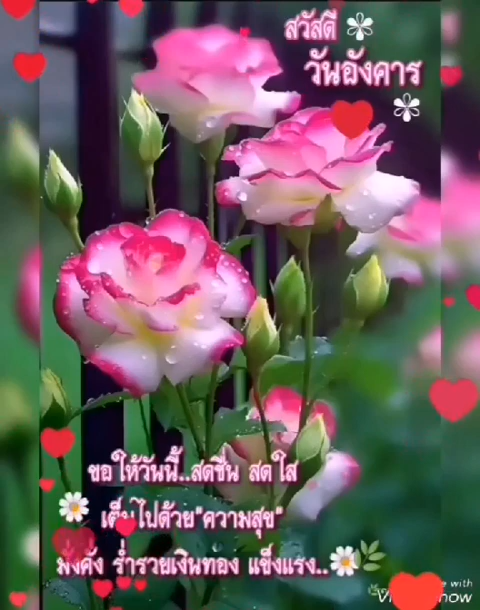 สวัสดี
วันอังคาร
ขอให้วันนี้..สดชื่น สดใส
เต็มไปด้วย"ความสุข"
มั่งคั่ง ร่ำรวยเงินทอง แข็งแรง..
with
now